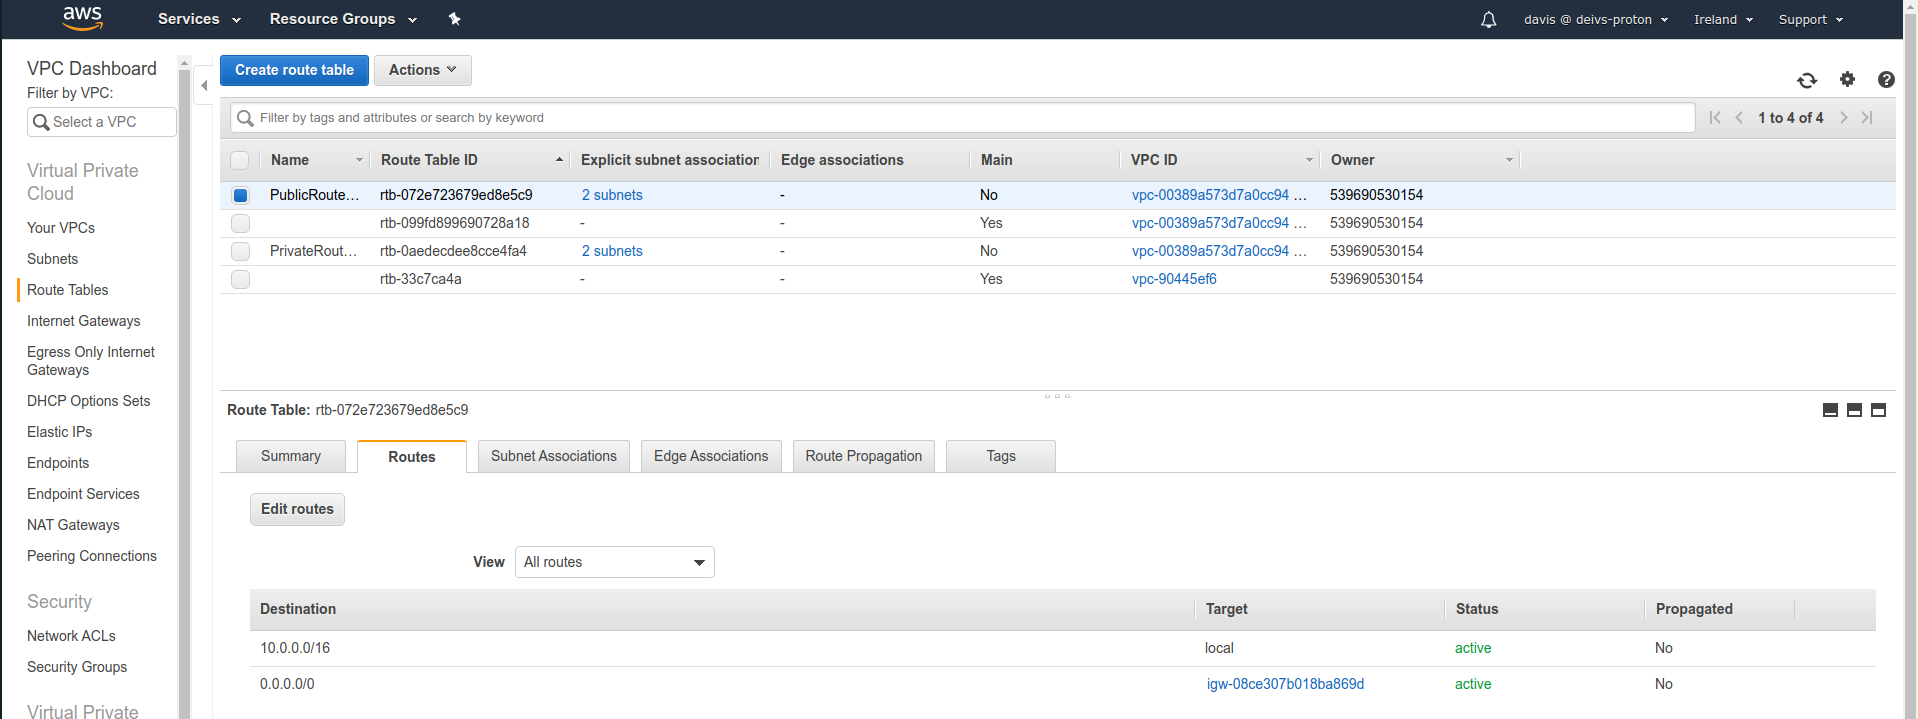 aws Services Resource Groups davis @ deivs-proton Ireland Support
VPC Dashboard
Filter by VPC:
Select a VPC
Virtual Private
Cloud
Your VPCs
Subnets
Route Tables
Internet Gateways
Egress Only Internet
Gateways
DHCP Options Sets
Elastic IPs
Endpoints
Endpoint Services
NAT Gateways
Peering Connections
Security
Network ACLs
Security Groups
Virtual Private
Create route table Actions
Filter by tags and attributes or search by keyword 1 to 4 of 4
Name Route Table ID Explicit subnet association Edge associations Main VPC ID Owner
PublicRoute... rtb-072e723679ed8e5c9 2 subnets - No vpc-00389a573d7a0cc94 ... 539690530154
rtb-099fd899690728a18 - - Yes vpc-00389a573d7a0cc94 ... 539690530154
PrivateRout... rtb-0aedecdee8cce4fa4 2 subnets - No vpc-00389a573d7a0cc94 ... 539690530154
rtb-33c7ca4a - - Yes vpc-90445ef6 539690530154
Route Table: rtb-072e723679ed8e5c9
Summary Routes Subnet Associations Edge Associations Route Propagation Tags
Edit routes
View All routes
Destination Target Status Propagated
10.0.0.0/16 local active No
0.0.0.0/0 igw-08ce307b018ba869d active No